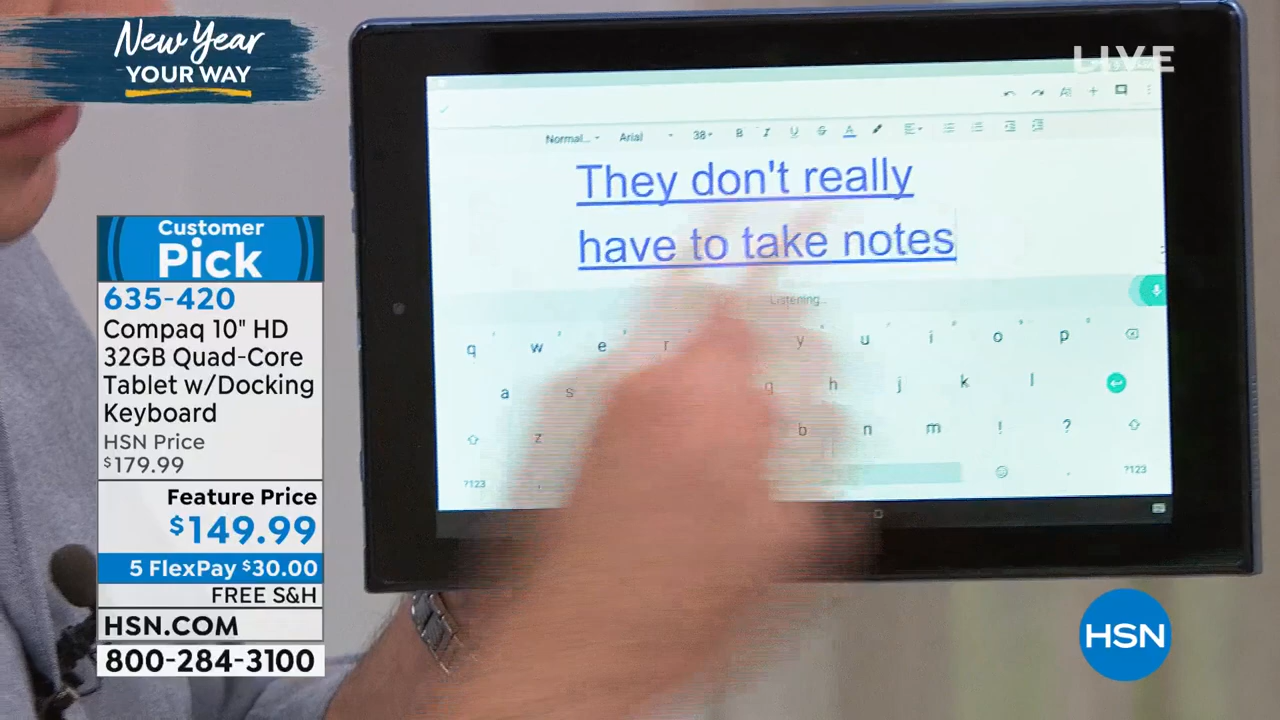 New Year
YOUR WAY
LIVE
Customer
Pick
635-420
Compaq 10" HD
32GB Quad-Core
Tablet w/Docking
Keyboard
HSN Price
$179.99
Feature Price
$149.99
5 FlexPay $30.00
FREE S&H
HSN.COM
800-284-3100
Normal... Arial 38 B I U S A
They don't really
have to take notes
Listening...
q w e r y u i o p
a s h j k l
z b n m ! ?
?123 , . ?123
HSN